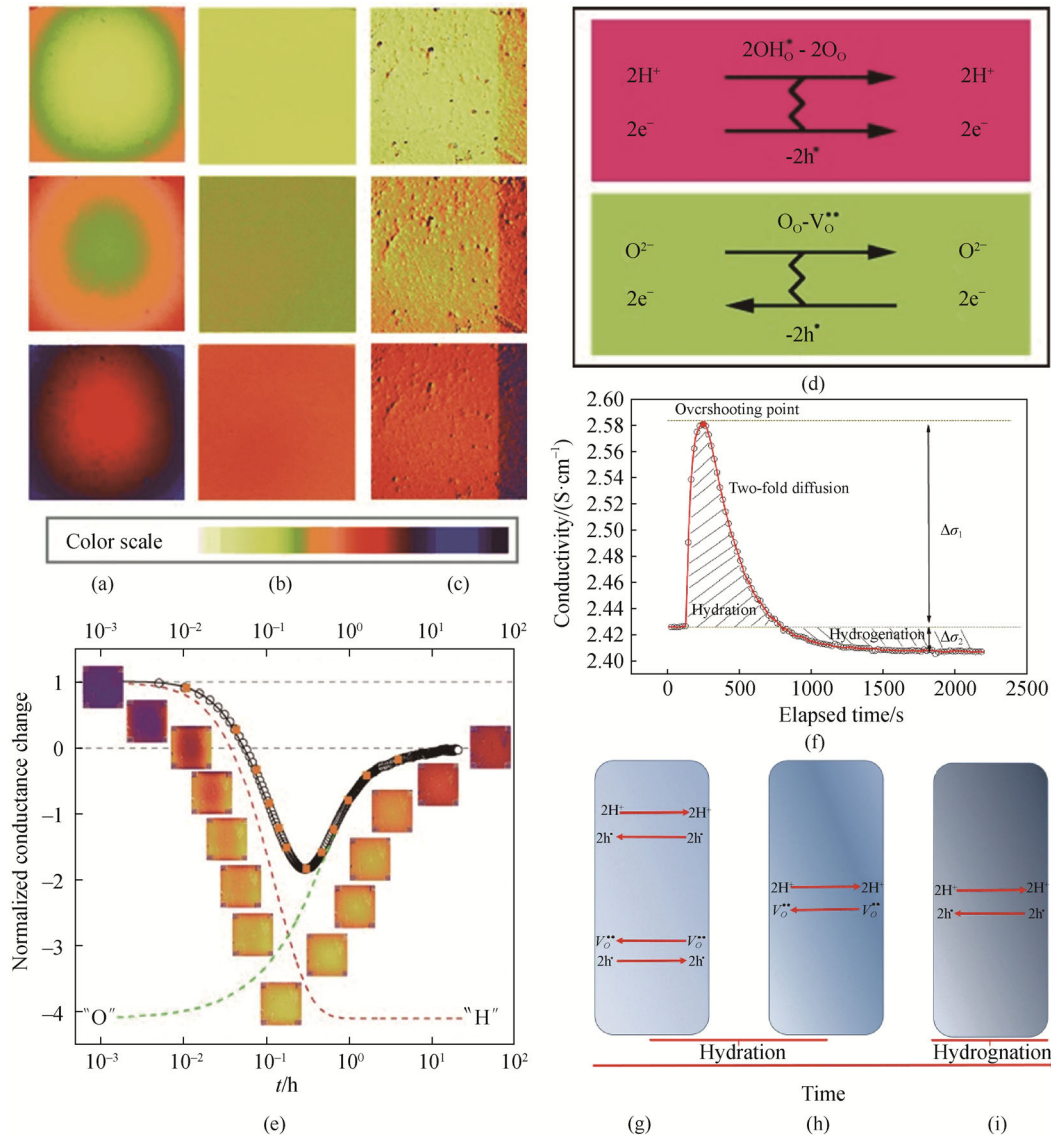 Color scale
(a)
(b)
(c)
2OH•O - 2OO
2H+
2H+
2e−
2e−
-2h•
OO-V••O
O2−
O2−
2e−
2e−
-2h•
(d)
Overshooting point
Two-fold diffusion
Δσ1
Hydration
Hydrogenation
Δσ2
2.60
2.58
2.56
2.54
2.52
2.50
2.48
2.46
2.44
2.42
2.40
Conductivity/(S·cm−1)
0
500
1000
1500
2000
2500
Elapsed time/s
(f)
10−3
10−2
10−1
100
101
102
1
0
−1
−2
−3
−4
Normalized conductance change
"O"
"H"
10−3
10−2
10−1
100
101
102
t/h
(e)
2H+
2H+
2h•
2h•
VO••
VO••
2h•
2h•
2H+
2H+
VO••
VO••
2H+
2H+
2h•
2h•
Hydration
Hydrognation
Time
(g)
(h)
(i)